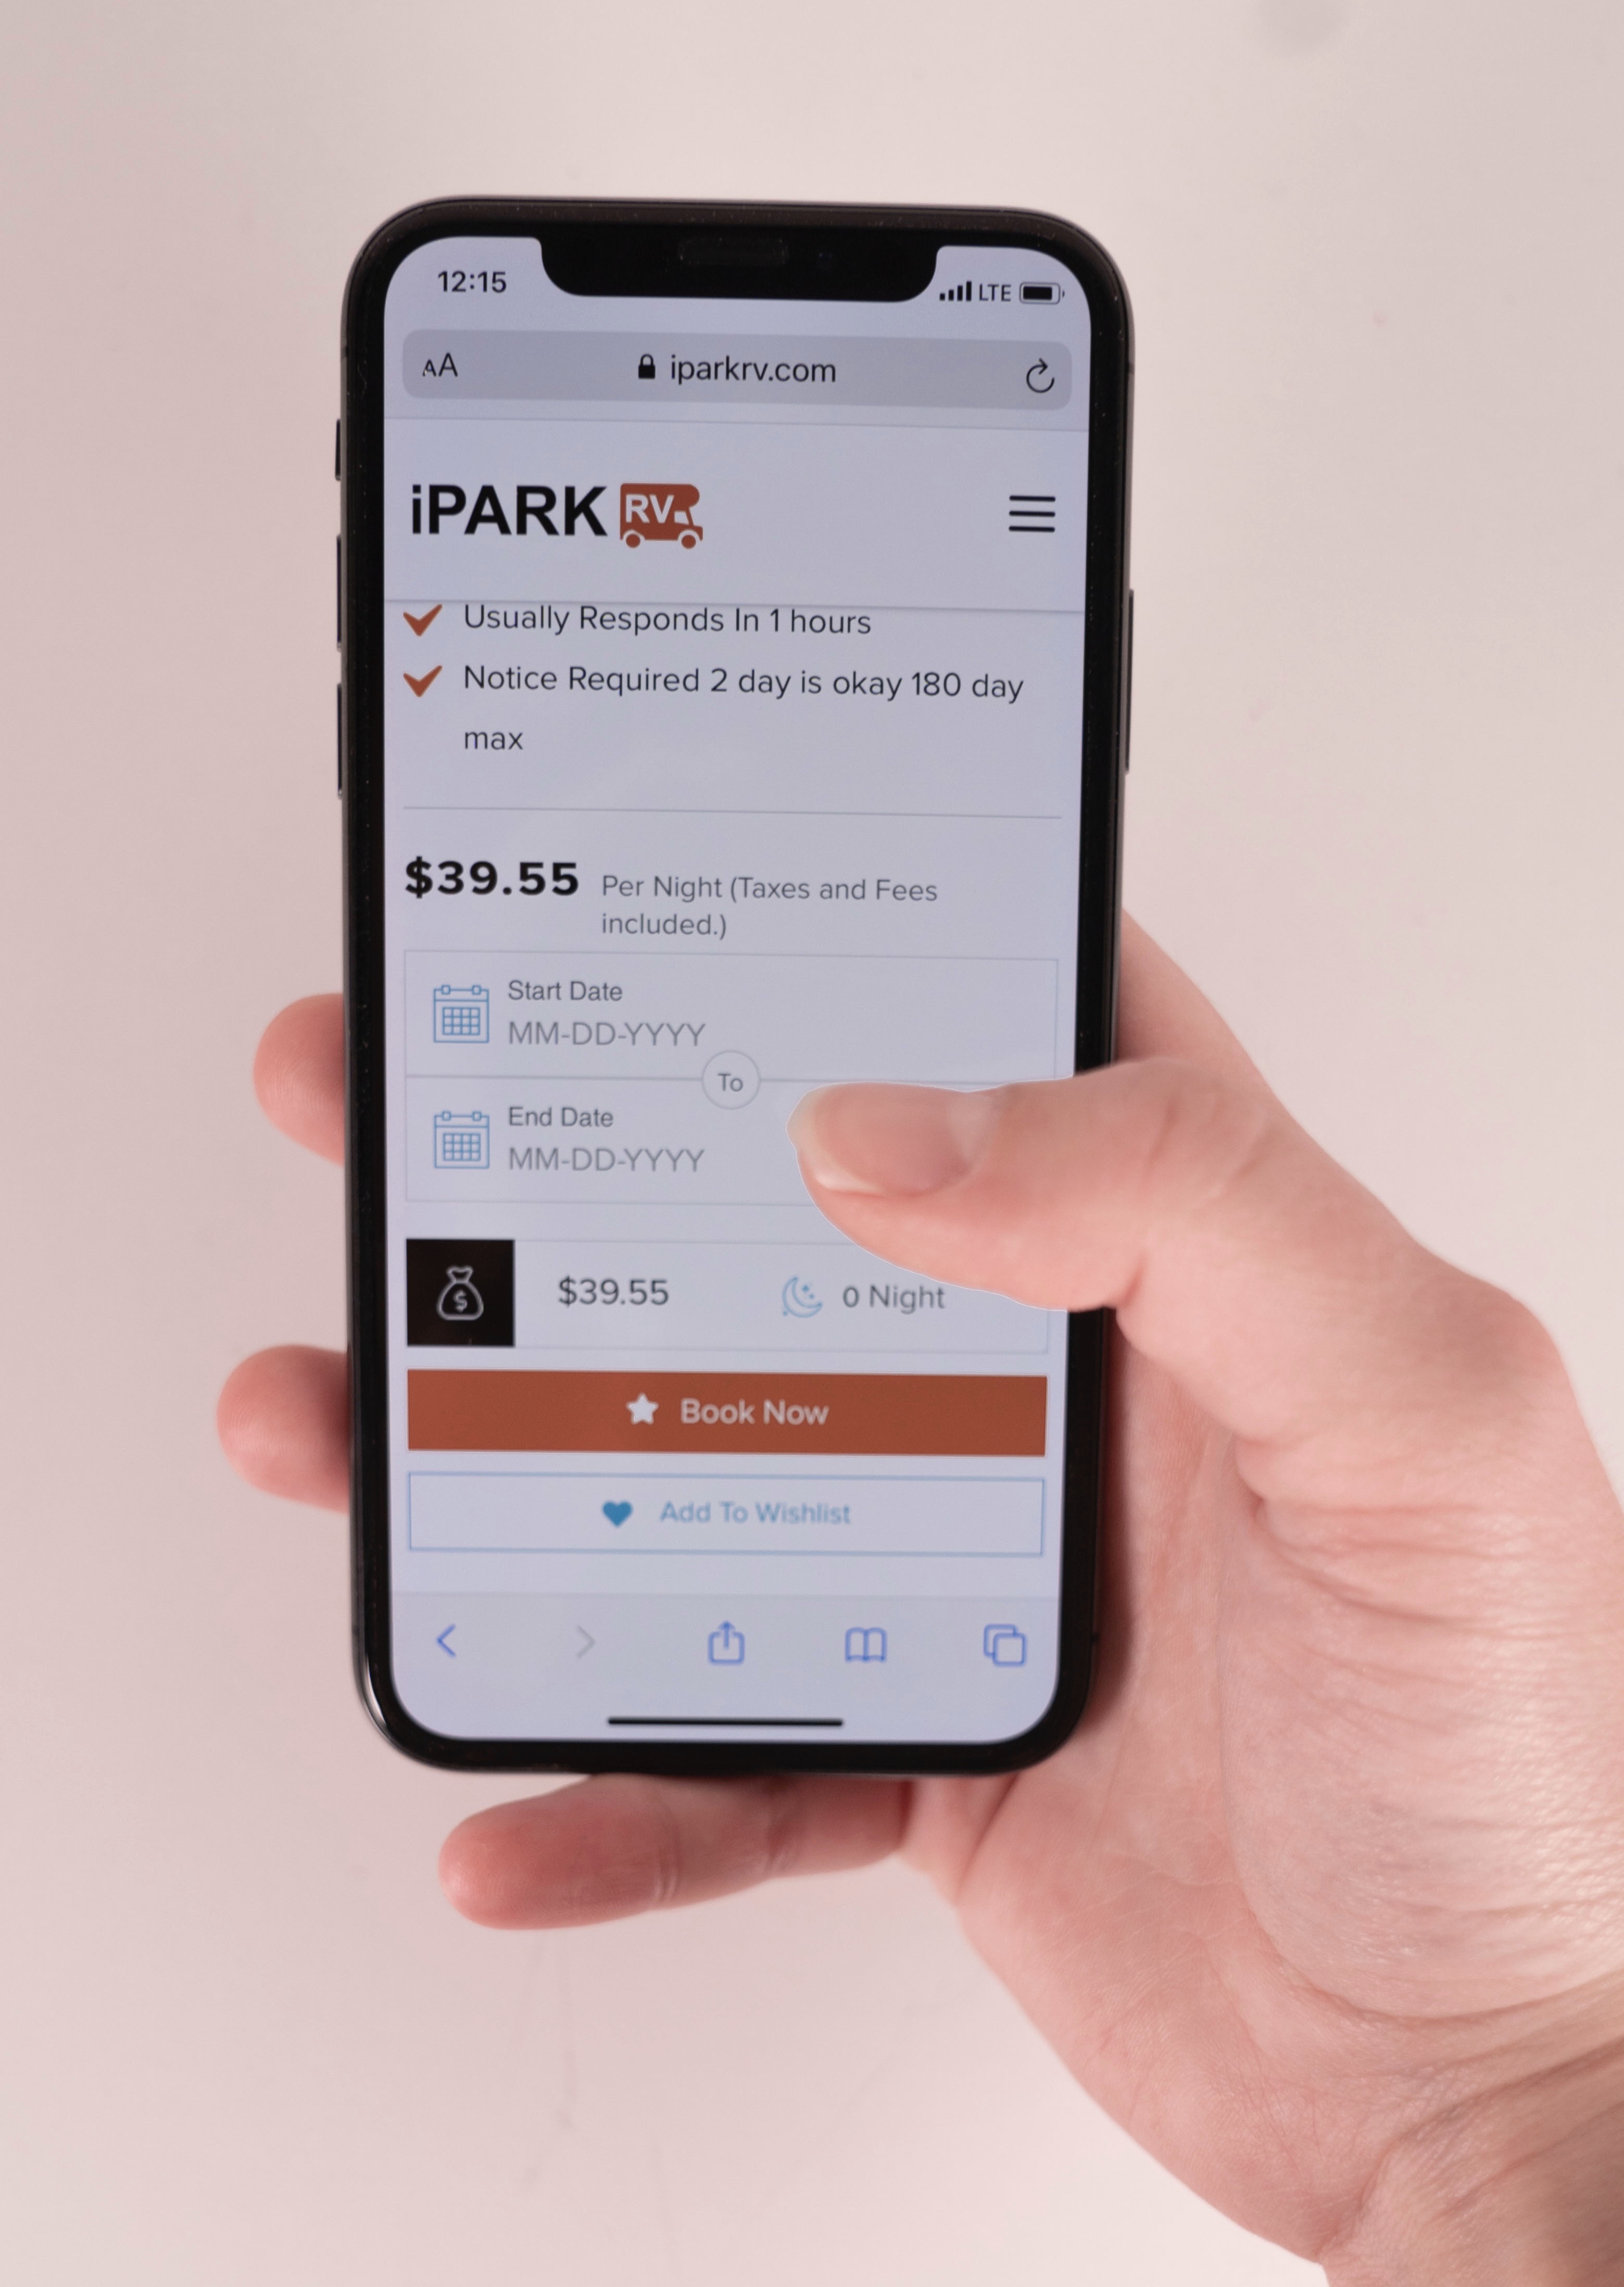 12:15 LTE
AA iparkrv.com
iPARK RV
Usually Responds In 1 hours
Notice Required 2 day is okay 180 day
max
$39.55 Per Night (Taxes and Fees
included.)
Start Date
MM-DD-YYYY
To
End Date
MM-DD-YYYY
$ $39.55 0 Night
Book Now
Add To Wishlist